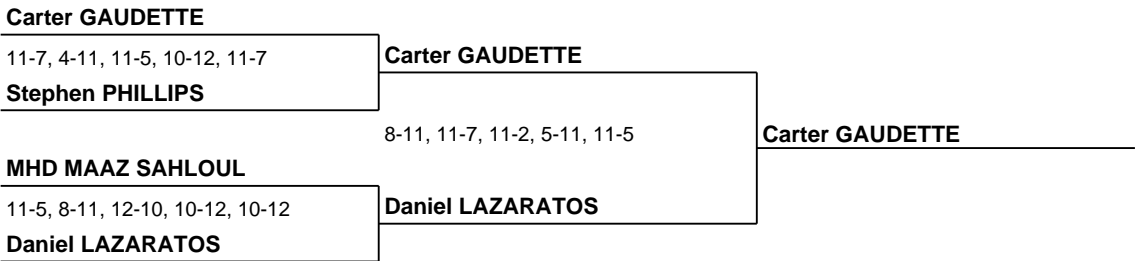 Carter GAUDETTE
11-7, 4-11, 11-5, 10-12, 11-7
Carter GAUDETTE
Stephen PHILLIPS
8-11, 11-7, 11-2, 5-11, 11-5
Carter GAUDETTE
MHD MAAZ SAHLOUL
11-5, 8-11, 12-10, 10-12, 10-12
Daniel LAZARATOS
Daniel LAZARATOS